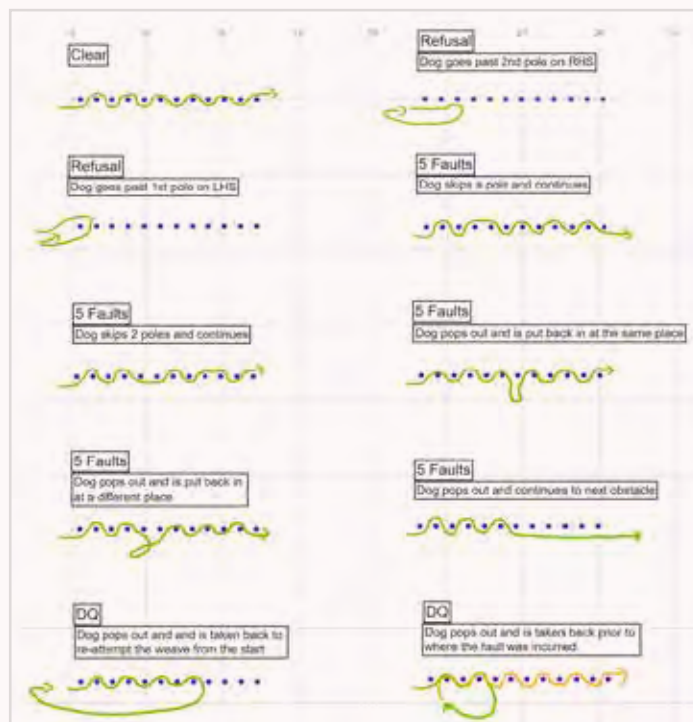 Clear
Refusal
Dog goes past 2nd pole on RHS
Refusal
Dog goes past 1st pole on LHS
5 Faults
Dog skips a pole and continues
5 Faults
Dog skips 2 poles and continues
5 Faults
Dog pops out and is put back in at the same place
5 Faults
Dog pops out and is put back in
at a different place
5 Faults
Dog pops out and continues to next obstacle
DQ
Dog pops out and and is taken back to
re-attempt the weave from the start
DQ
Dog pops out and is taken back prior to
where the fault was incurred